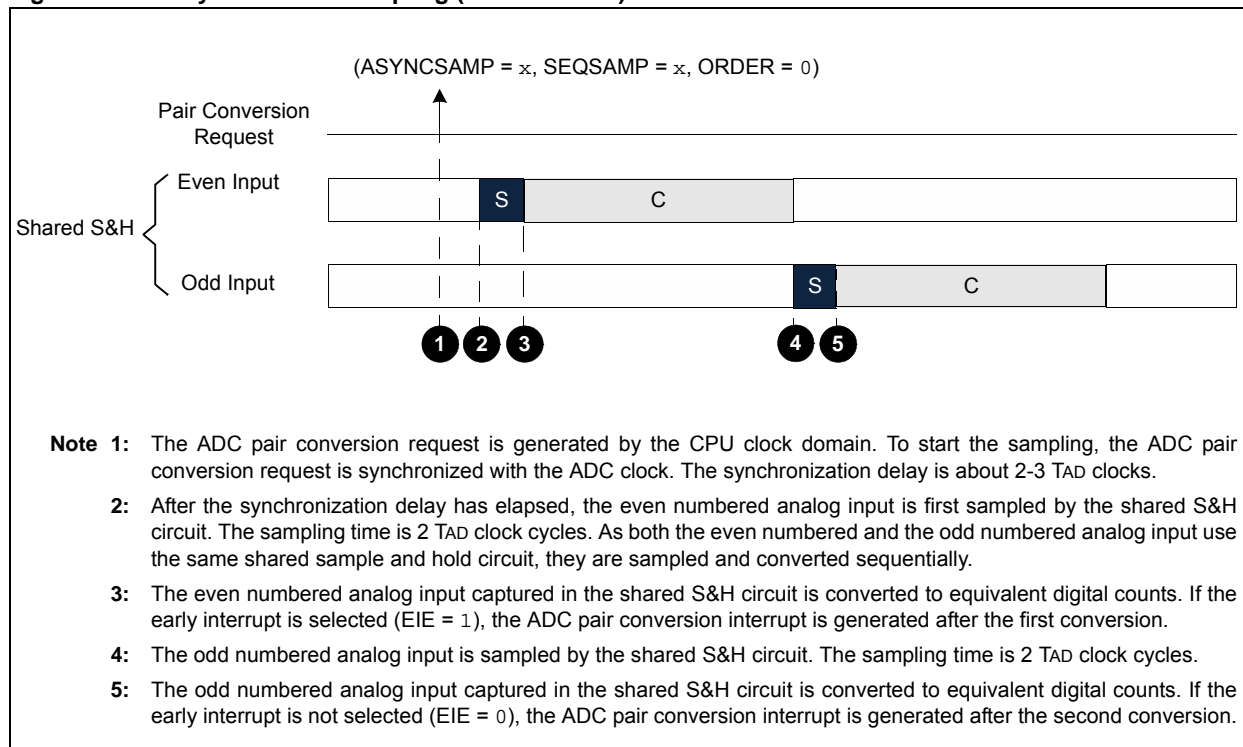 (ASYNCSAMP = x, SEQSAMP = x, ORDER = 0)
Pair Conversion
Request
Even Input
S
C
Shared S&H
Odd Input
S
C
1 2 3 4 5
Note 1: The ADC pair conversion request is generated by the CPU clock domain. To start the sampling, the ADC pair
conversion request is synchronized with the ADC clock. The synchronization delay is about 2-3 TAD clocks.
2: After the synchronization delay has elapsed, the even numbered analog input is first sampled by the shared S&H
circuit. The sampling time is 2 TAD clock cycles. As both the even numbered and the odd numbered analog input use
the same shared sample and hold circuit, they are sampled and converted sequentially.
3: The even numbered analog input captured in the shared S&H circuit is converted to equivalent digital counts. If the
early interrupt is selected (EIE = 1), the ADC pair conversion interrupt is generated after the first conversion.
4: The odd numbered analog input is sampled by the shared S&H circuit. The sampling time is 2 TAD clock cycles.
5: The odd numbered analog input captured in the shared S&H circuit is converted to equivalent digital counts. If the
early interrupt is not selected (EIE = 0), the ADC pair conversion interrupt is generated after the second conversion.